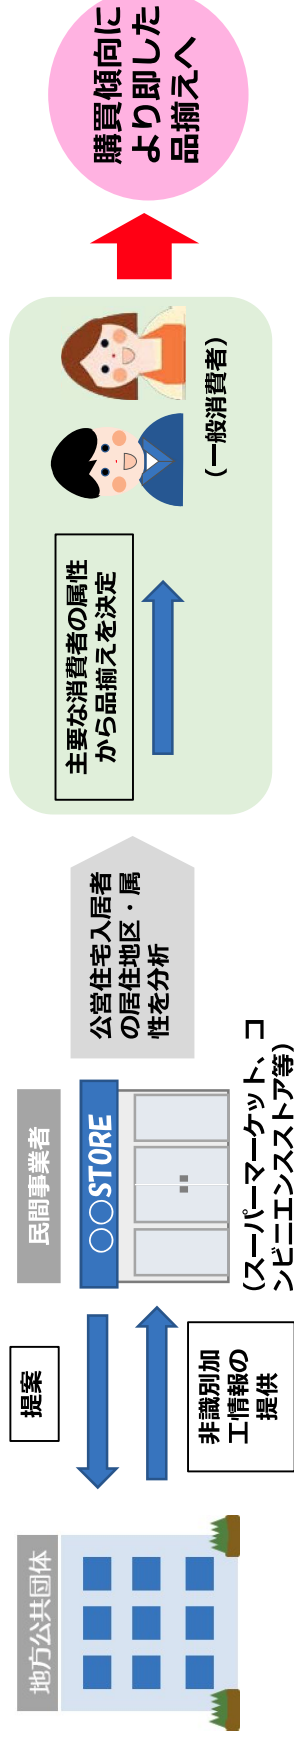 地方公共団体
提案
非識別加
工情報の
提供
民間事業者
○○STORE
(スーパーマーケット、コ
ンビニエンスストア等)
公営住宅入居者
の居住地区・属
性を分析
主要な消費者の属性
から品揃えを決定
(一般消費者)
購買傾向に
より即した
品揃えへ